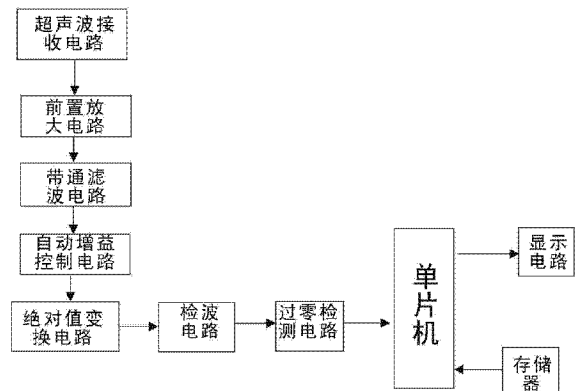 超声波接
收电路
前置放
大电路
带通滤
波电路
自动增益
控制电路
绝对值变
换电路
检波
电路
过零检
测电路
单片机
显示
电路
存储
器